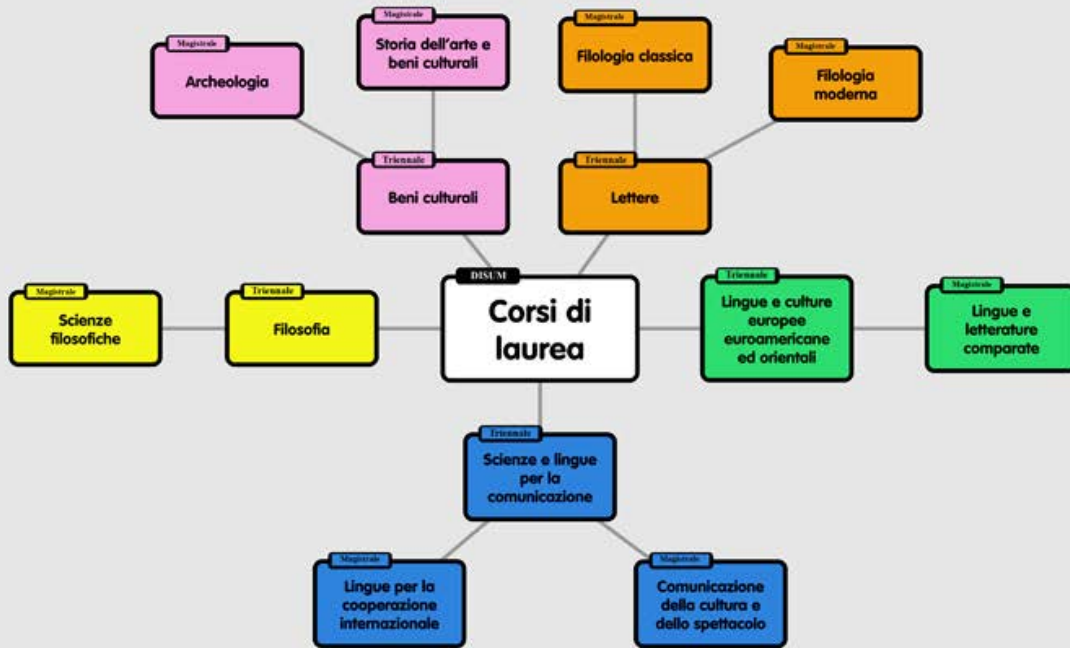 Magistrale
Archeologia
Magistrale
Storia dell'arte e
beni culturali
Magistrale
Filologia classica
Magistrale
Filologia
moderna
Triennale
Beni culturali
Triennale
Lettere
Magistrale
Scienze
filosofiche
Triennale
Filosofia
DISUM
Corsi di
laurea
Triennale
Lingue e culture
europee
euroamericane
ed orientali
Magistrale
Lingue e
letterature
comparate
Triennale
Scienze e lingue
per la
comunicazione
Magistrale
Lingue per la
cooperazione
internazionale
Magistrale
Comunicazione
della cultura e
dello spettacolo